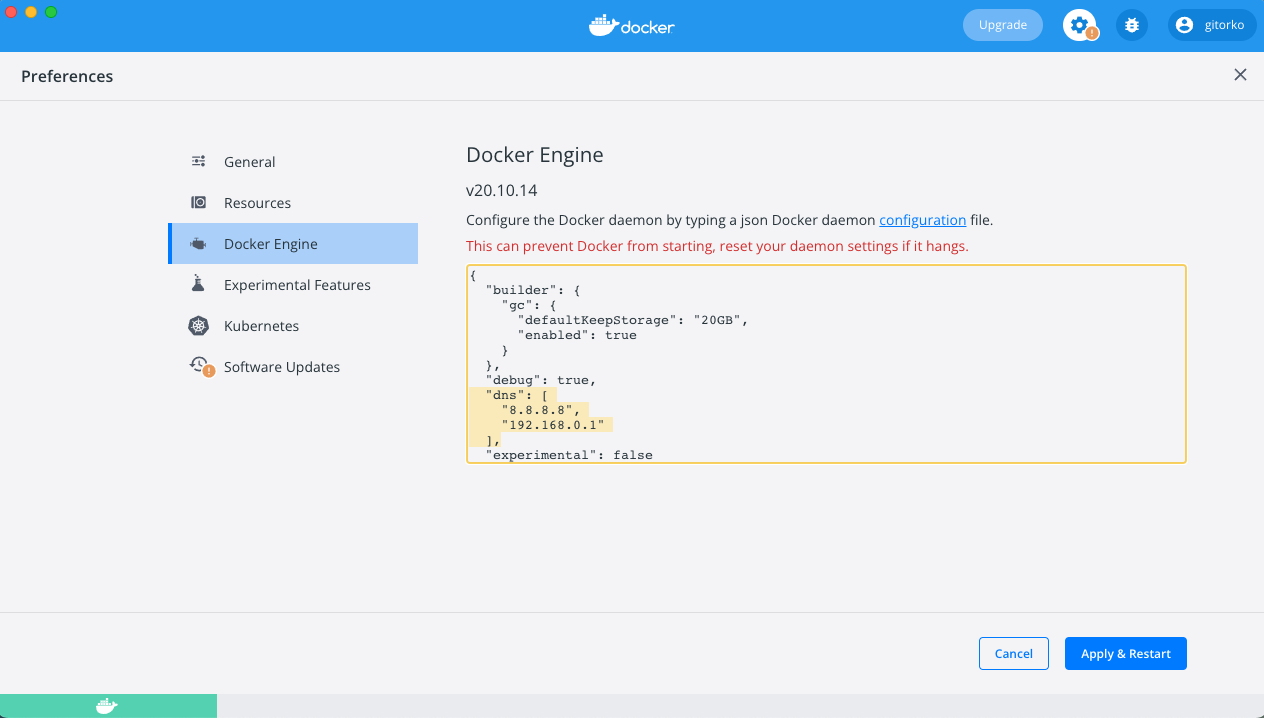 docker
Upgrade
!
gitorko
Preferences
General
Resources
Docker Engine
Experimental Features
Kubernetes
!
Software Updates
Docker Engine
v20.10.14
Configure the Docker daemon by typing a json Docker daemon configuration file.
This can prevent Docker from starting, reset your daemon settings if it hangs.
{
  "builder": {
    "gc": {
      "defaultKeepStorage": "20GB",
      "enabled": true
    }
  },
  "debug": true,
  "dns": [
    "8.8.8.8",
    "192.168.0.1"
  ],
  "experimental": false
Cancel
Apply & Restart